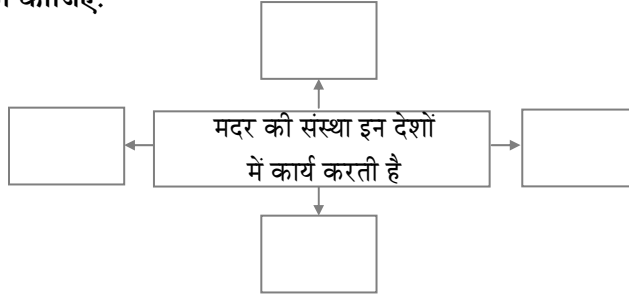 कीजिए:
मदर की संस्था इन देशों
में कार्य करती है